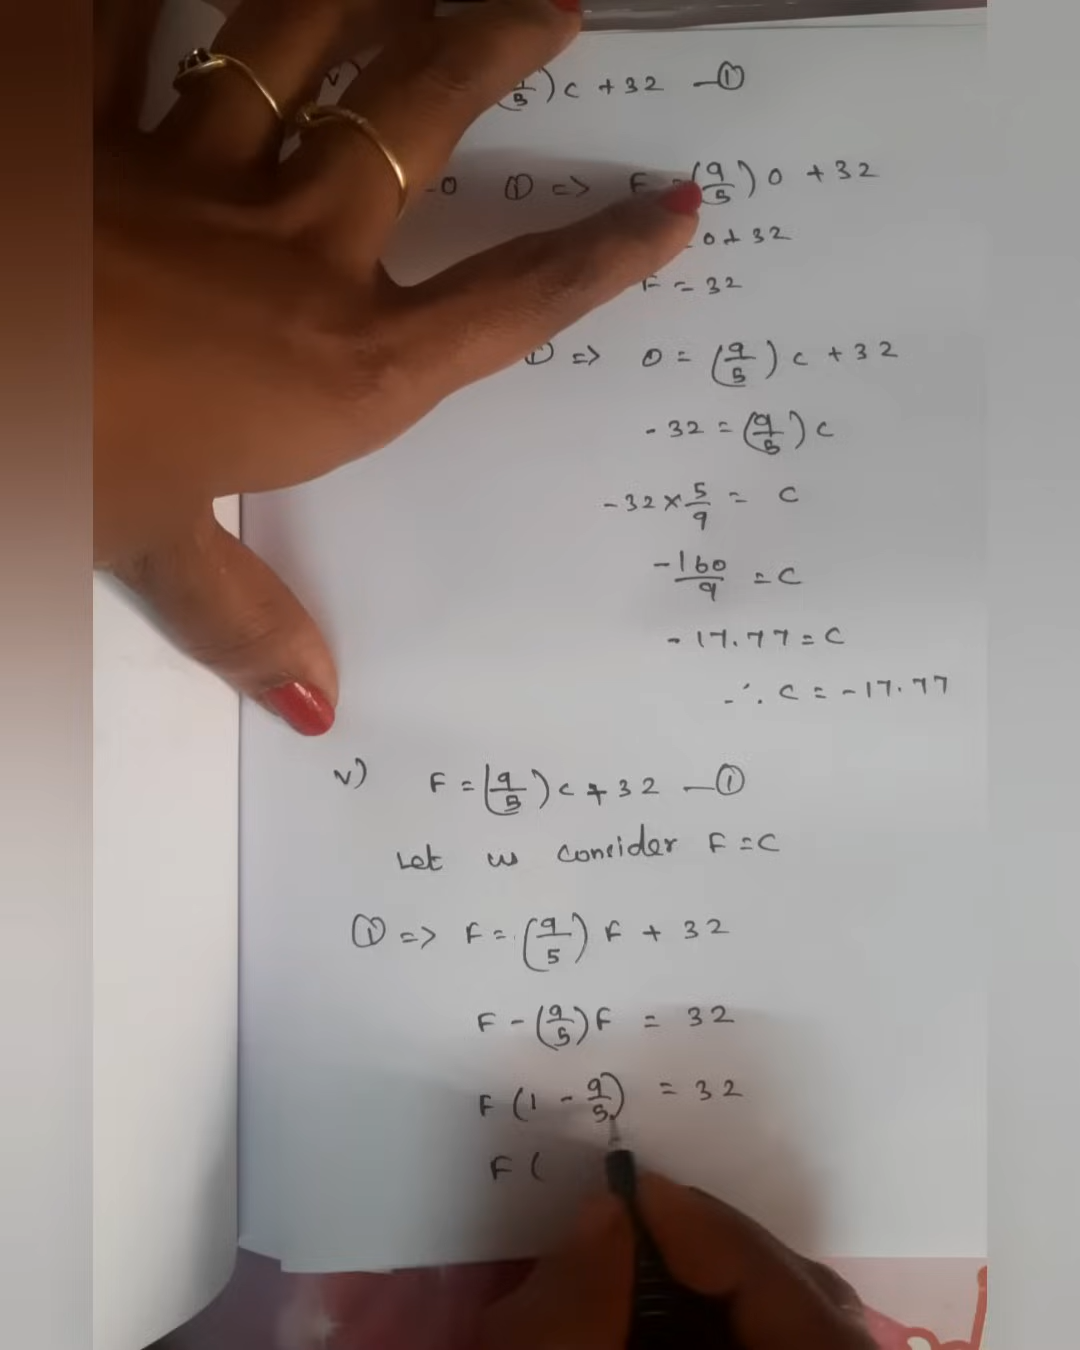 v) 5) C + 32 — ①
-0 ① => F = (9/5) 0 + 32
0 + 32
F = 32
① => 0 = (9/5) C + 32
- 32 = (9/5) C
- 32 × 5/9 = C
-160/9 = C
- 17.77 = C
∴ C = -17.77
v) F = (9/5) C + 32 — ①
Let us consider F = C
① => F = (9/5) F + 32
F - (9/5) F = 32
F (1 - 9/5) = 32
F (